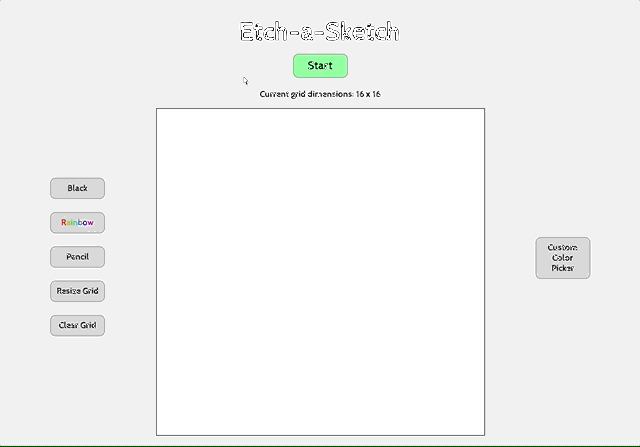 Etch-a-Sketch
Start
Current grid dimensions: 16 x 16
Black
Rainbow
Pencil
Resize Grid
Clear Grid
Custom
Color
Picker